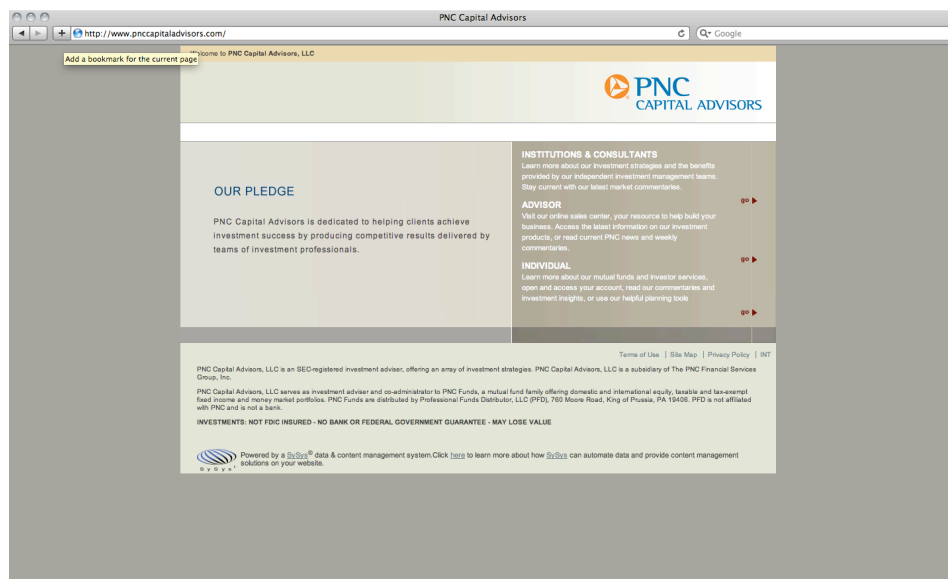 PNC Capital Advisors
http://www.pnccapitaladvisors.com/
Google
Add a bookmark for the current page
Welcome to PNC Capital Advisors, LLC
PNC
CAPITAL ADVISORS
OUR PLEDGE
PNC Capital Advisors is dedicated to helping clients achieve
investment success by producing competitive results delivered by
teams of investment professionals.
INSTITUTIONS & CONSULTANTS
Learn more about our investment strategies and the benefits
provided by our independent investment management teams.
Stay current with our latest market commentaries.
go
ADVISOR
Visit our online sales center, your resource to help build your
business. Access the latest information on our investment
products, or read current PNC news and weekly
commentaries.
go
INDIVIDUAL
Learn more about our mutual funds and investor services,
open and access your account, read our commentaries and
investment insights, or use our helpful planning tools
go
Terms of Use | Site Map | Privacy Policy | INT
PNC Capital Advisors, LLC is an SEC-registered investment adviser, offering an array of investment strategies. PNC Capital Advisors, LLC is a subsidiary of The PNC Financial Services
Group, Inc.
PNC Capital Advisors, LLC serves as investment adviser and co-administrator to PNC Funds, a mutual fund family offering domestic and international equity, taxable and tax-exempt
fixed income and money market portfolios. PNC Funds are distributed by Professional Funds Distributor, LLC (PFD), 760 Moore Road, King of Prussia, PA 19406. PFD is not affiliated
with PNC and is not a bank.
INVESTMENTS: NOT FDIC INSURED - NO BANK OR FEDERAL GOVERNMENT GUARANTEE - MAY LOSE VALUE
SySys
Powered by a SySys® data & content management system.Click here to learn more about how SySys can automate data and provide content management
solutions on your website.